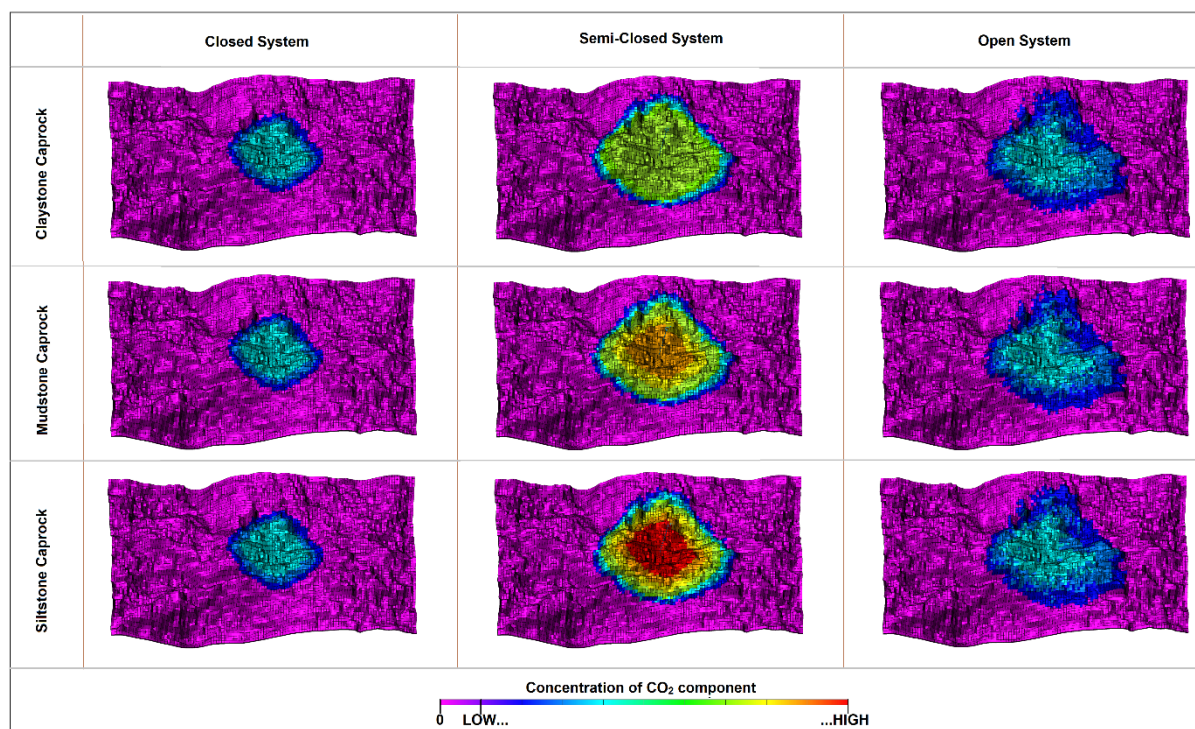 Closed System
Semi-Closed System
Open System
Claystone Caprock
Mudstone Caprock
Siltstone Caprock
Concentration of CO₂ component
0 LOW... ...HIGH